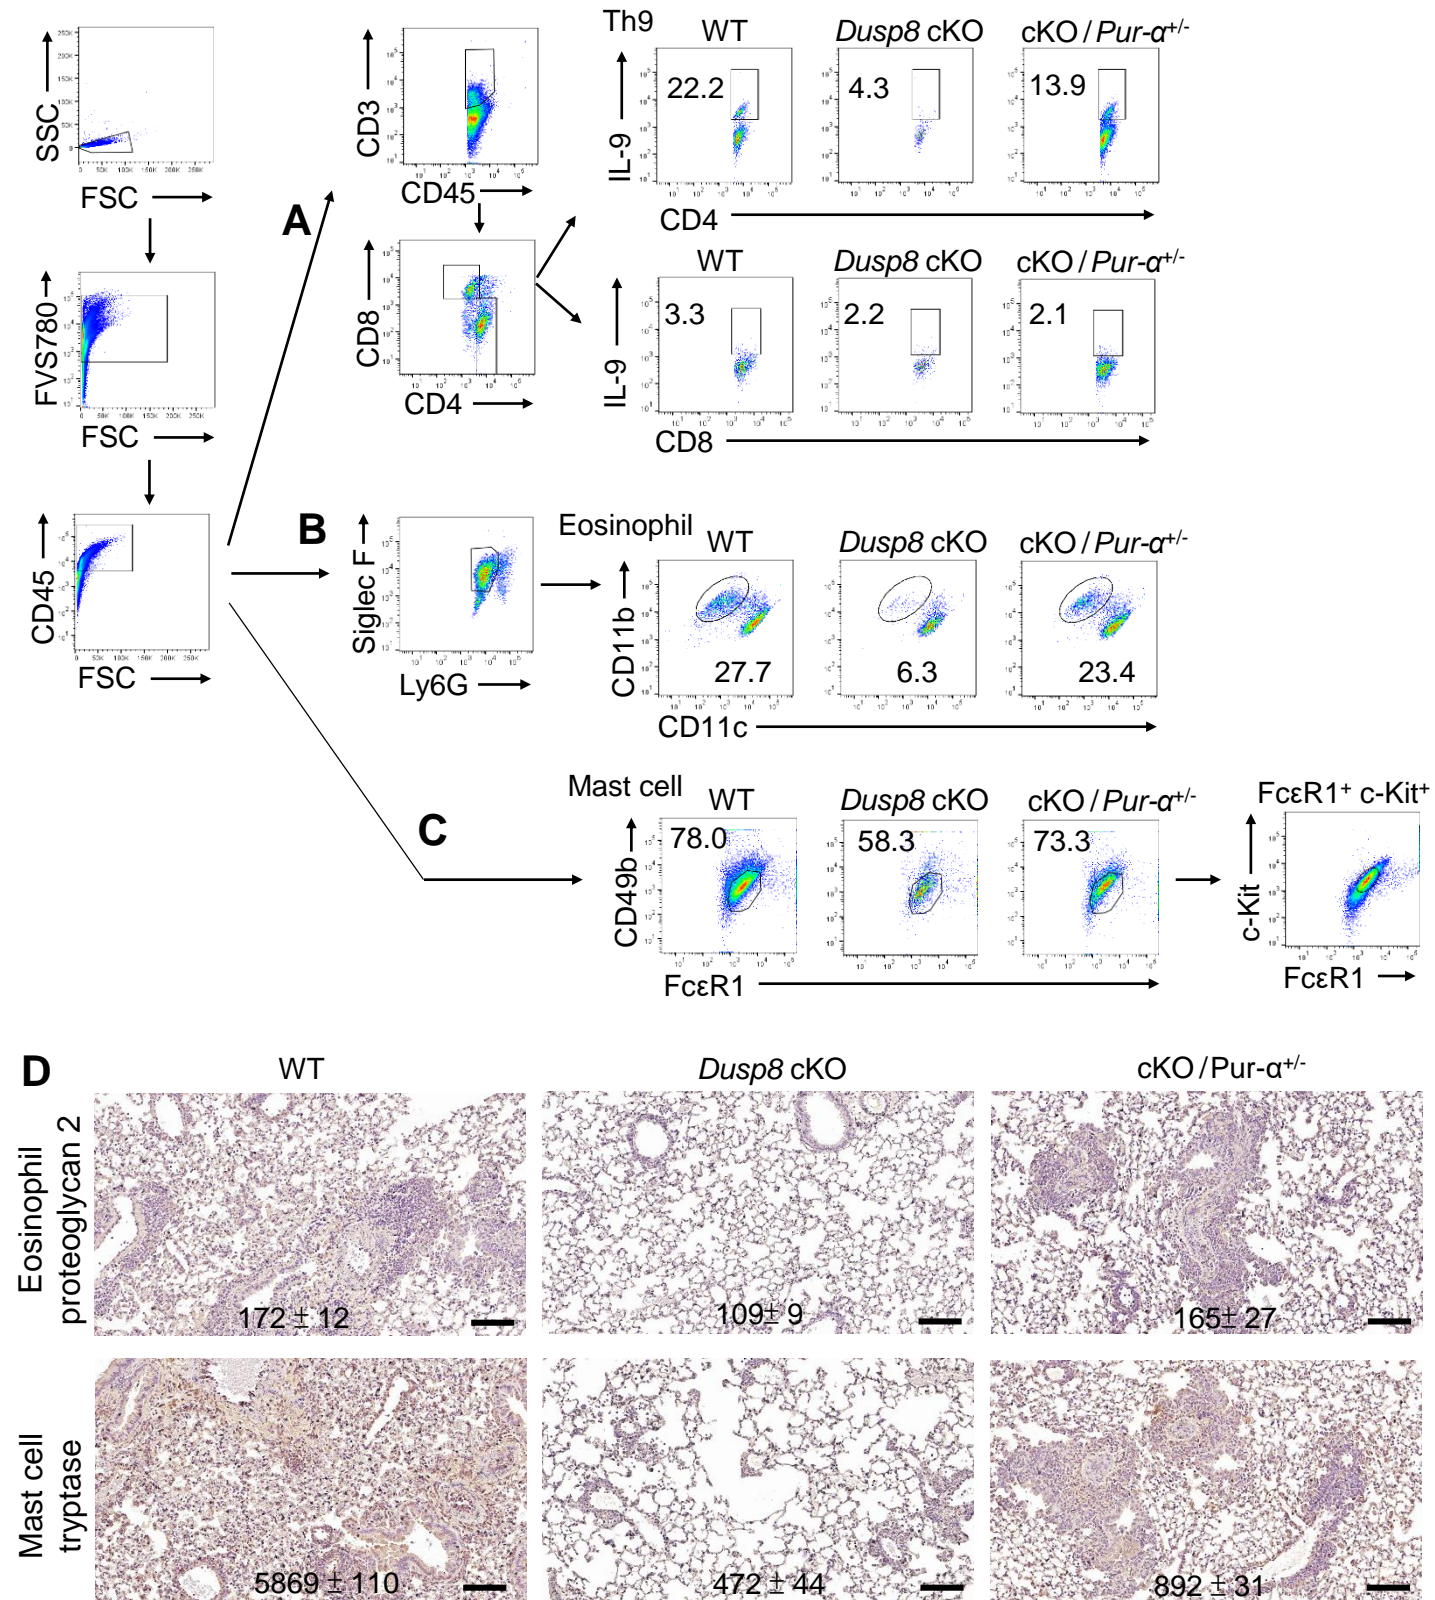 Th9
WT
Dusp8 cKO
cKO / Pur-α+/-
SSC
FSC
CD3
CD45
IL-9
22.2
4.3
13.9
CD4
A
FVS780
FSC
CD8
CD4
WT
Dusp8 cKO
cKO / Pur-α+/-
IL-9
3.3
2.2
2.1
CD8
CD45
FSC
B
Siglec F
Ly6G
Eosinophil
WT
Dusp8 cKO
cKO / Pur-α+/-
CD11b
27.7
6.3
23.4
CD11c
C
Mast cell
WT
Dusp8 cKO
cKO / Pur-α+/-
FcεR1+ c-Kit+
CD49b
78.0
58.3
73.3
FcεR1
c-Kit
FcεR1
D
WT
Dusp8 cKO
cKO / Pur-α+/-
Eosinophil
proteoglycan 2
172 ± 12
109± 9
165± 27
Mast cell
tryptase
5869 ± 110
472 ± 44
892 ± 31